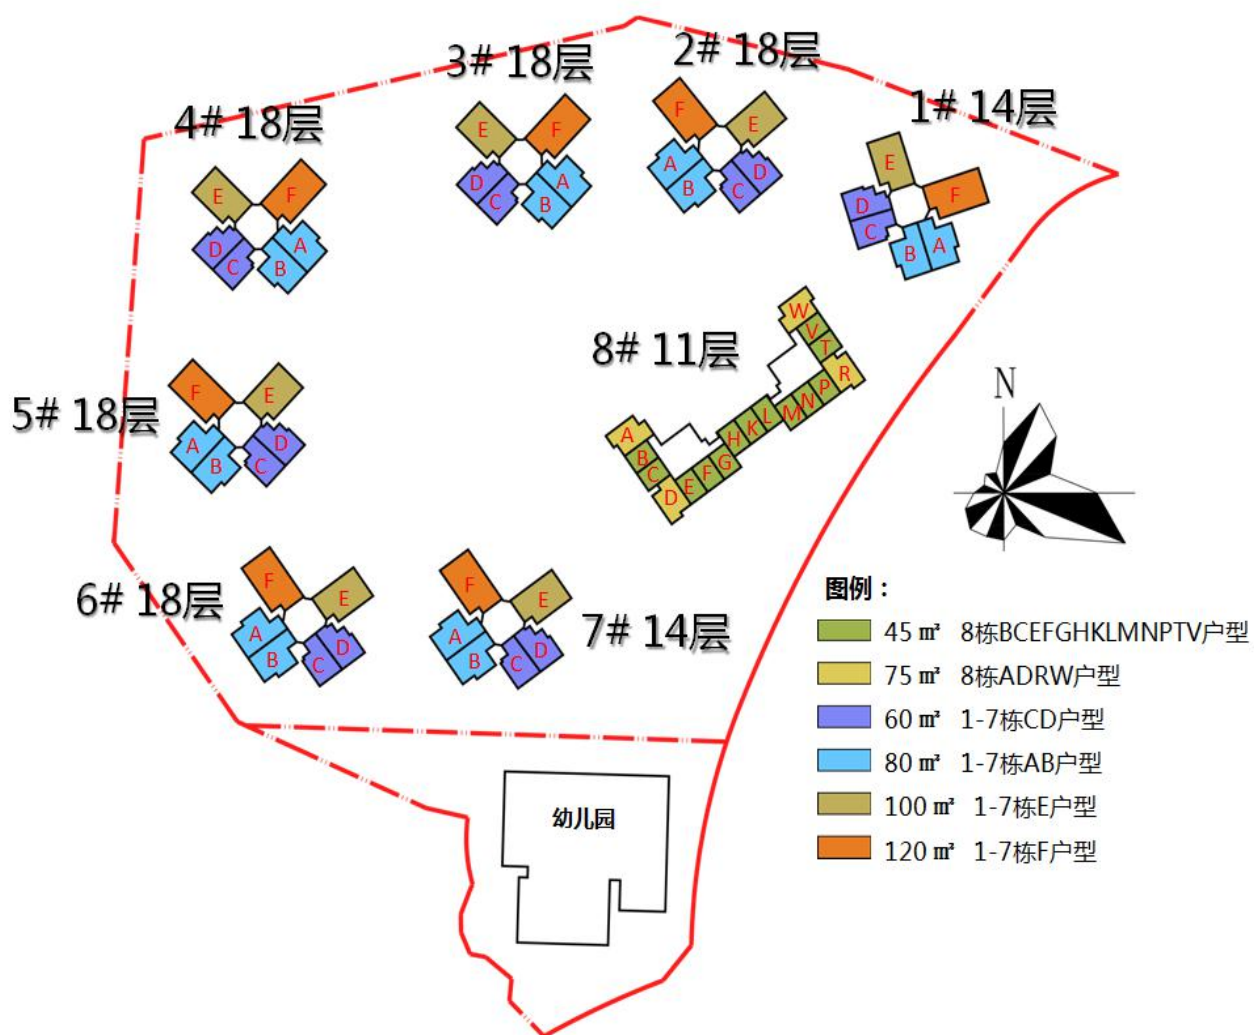 2# 18层
3# 18层
1# 14层
4# 18层
F
E
E
F
A
D
B
C
D
A
C
B
E
F
D
C
F
B
A
E
F
D
A
C
B
8# 11层
W
V
T
R
P
N
M
L
K
H
G
F
E
D
C
B
A
5# 18层
F
E
A
D
B
C
N
6# 18层
F
E
A
B
C
D
7# 14层
F
E
A
B
C
D
图例：
45 ㎡ 8栋BCEFGHKLMNPTV户型
75 ㎡ 8栋ADRW户型
60 ㎡ 1-7栋CD户型
80 ㎡ 1-7栋AB户型
100 ㎡ 1-7栋E户型
120 ㎡ 1-7栋F户型
幼儿园